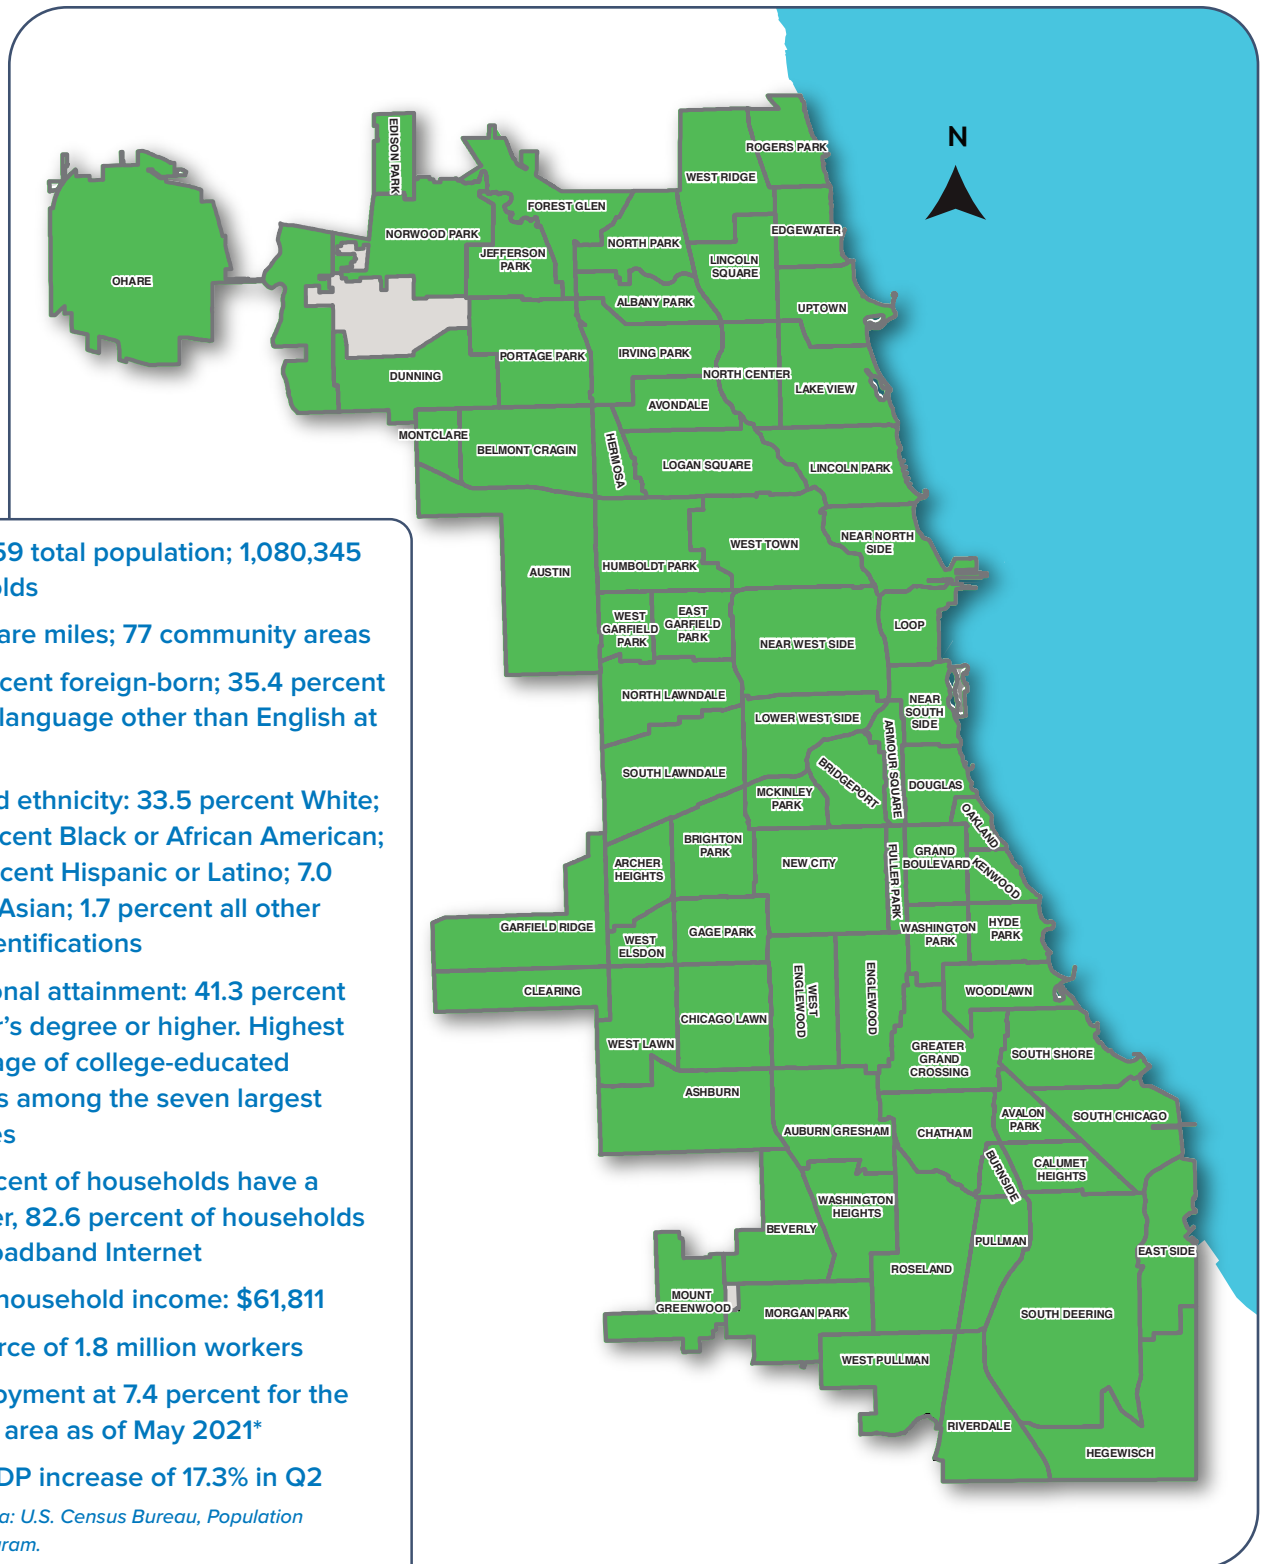 N
ROGERS PARK
WEST RIDGE
EDISON PARK
FOREST GLEN
NORWOOD PARK
JEFFERSON
PARK
NORTH PARK
EDGEWATER
LINCOLN
SQUARE
OHARE
ALBANY PARK
UPTOWN
PORTAGE PARK
IRVING PARK
NORTH CENTER
DUNNING
LAKE VIEW
AVONDALE
MONTCLARE
BELMONT CRAGIN
HERMOSA
LOGAN SQUARE
LINCOLN PARK
WEST TOWN
NEAR NORTH
SIDE
AUSTIN
HUMBOLDT PARK
WEST
GARFIELD
PARK
EAST
GARFIELD
PARK
LOOP
NEAR WEST SIDE
NORTH LAWNDALE
LOWER WEST SIDE
NEAR
SOUTH
SIDE
ARMOUR SQUARE
SOUTH LAWNDALE
BRIDGEPORT
MCKINLEY
PARK
DOUGLAS
OAKLAND
BRIGHTON
PARK
ARCHER
HEIGHTS
NEW CITY
FULLER PARK
GRAND
BOULEVARD
KENWOOD
GARFIELD RIDGE
WEST
ELSDON
GAGE PARK
WASHINGTON
PARK
HYDE
PARK
CLEARING
WEST
ENGLEWOOD
ENGLEWOOD
WOODLAWN
CHICAGO LAWN
WEST LAWN
GREATER
GRAND
CROSSING
SOUTH SHORE
ASHBURN
AUBURN GRESHAM
CHATHAM
AVALON
PARK
SOUTH CHICAGO
BURNSIDE
CALUMET
HEIGHTS
WASHINGTON
HEIGHTS
BEVERLY
PULLMAN
EAST SIDE
ROSELAND
MOUNT
GREENWOOD
MORGAN PARK
SOUTH DEERING
WEST PULLMAN
RIVERDALE
HEGEWISCH
59 total population; 1,080,345
olds
are miles; 77 community areas
cent foreign-born; 35.4 percent
language other than English at
d ethnicity: 33.5 percent White;
cent Black or African American;
cent Hispanic or Latino; 7.0
Asian; 1.7 percent all other
entifications
onal attainment: 41.3 percent
r's degree or higher. Highest
nge of college-educated
s among the seven largest
es
cent of households have a
er, 82.6 percent of households
oadband Internet
household income: $61,811
rce of 1.8 million workers
oyment at 7.4 percent for the
area as of May 2021*
DP increase of 17.3% in Q2
a: U.S. Census Bureau, Population
gram.